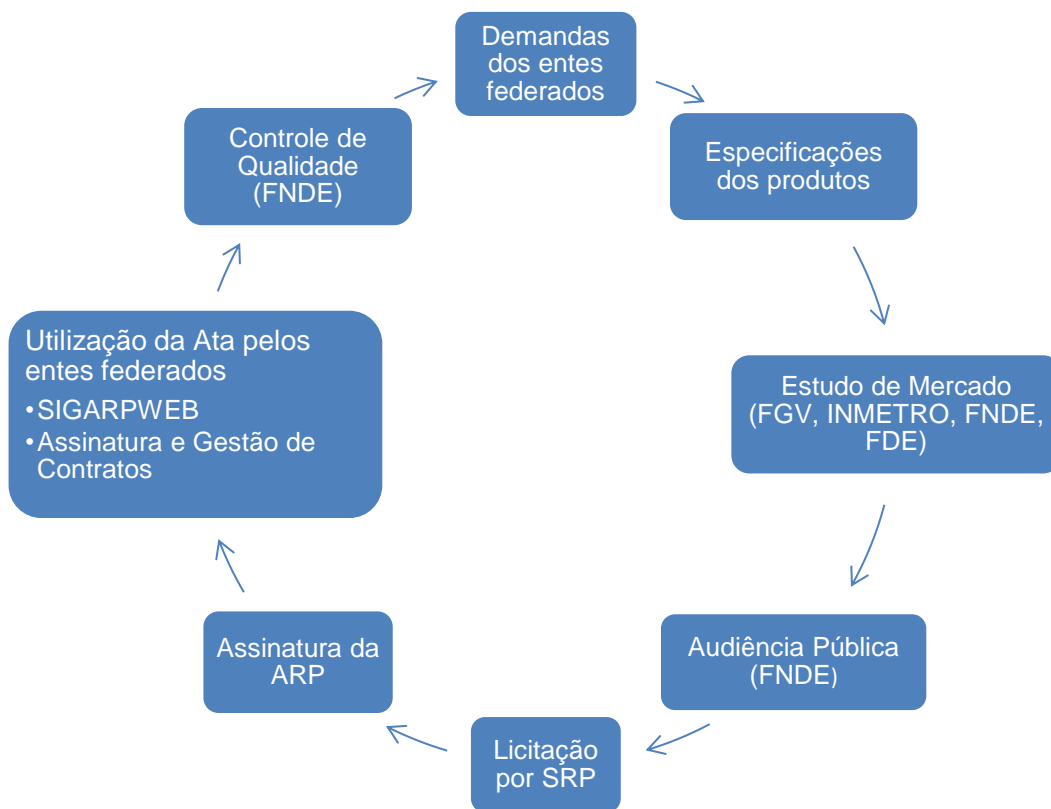 Demandas
dos entes
federados
Especificações
dos produtos
Estudo de Mercado
(FGV, INMETRO, FNDE,
FDE)
Audiência Pública
(FNDE)
Licitação
por SRP
Assinatura da
ARP
Utilização da Ata pelos
entes federados
•SIGARPWEB
•Assinatura e Gestão de
Contratos
Controle de
Qualidade
(FNDE)